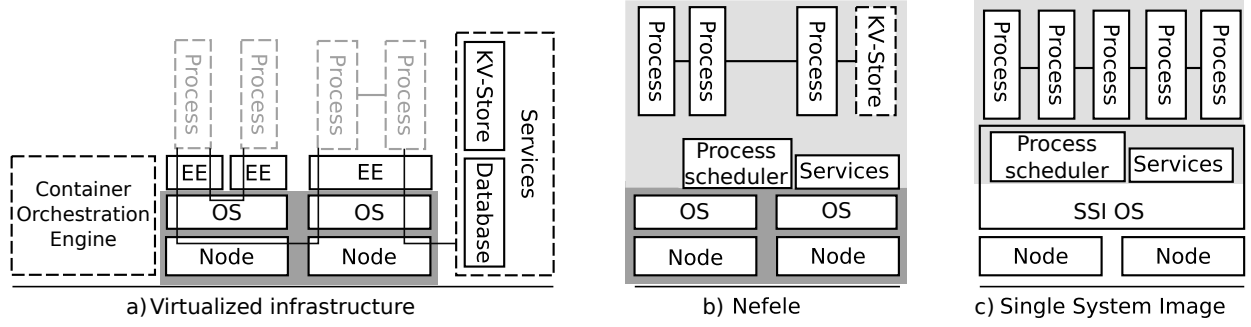 Process
Process
Process
Process
KV-Store
Database
Services
Container
Orchestration
Engine
EE
EE
EE
OS
OS
Node
Node
a) Virtualized infrastructure
Process
Process
Process
KV-Store
Process
scheduler
Services
OS
OS
Node
Node
b) Nefele
Process
Process
Process
Process
Process
Process
scheduler
Services
SSI OS
Node
Node
c) Single System Image